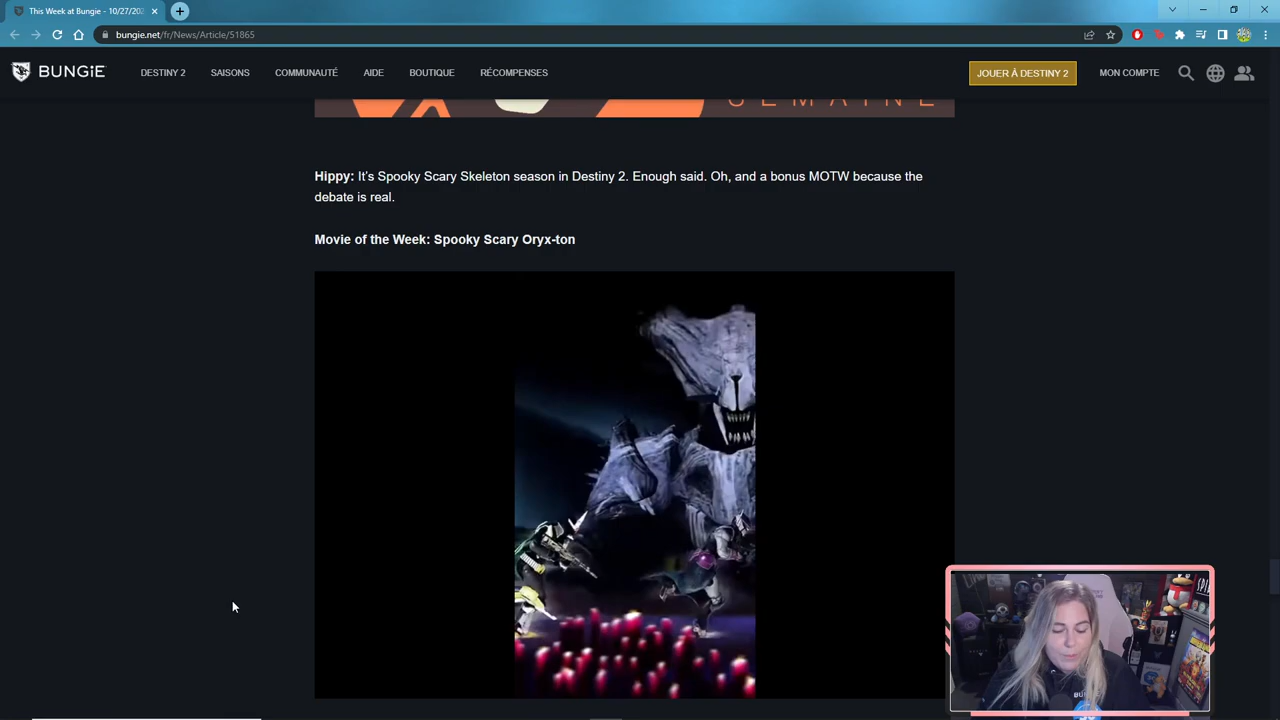 This Week at Bungie - 10/27/202
bungie.net/fr/News/Article/51865
BUNGiE
DESTINY 2
SAISONS
COMMUNAUTÉ
AIDE
BOUTIQUE
RÉCOMPENSES
JOUER À DESTINY 2
MON COMPTE
SEMAINE
Hippy: It's Spooky Scary Skeleton season in Destiny 2. Enough said. Oh, and a bonus MOTW because the
debate is real.
Movie of the Week: Spooky Scary Oryx-ton